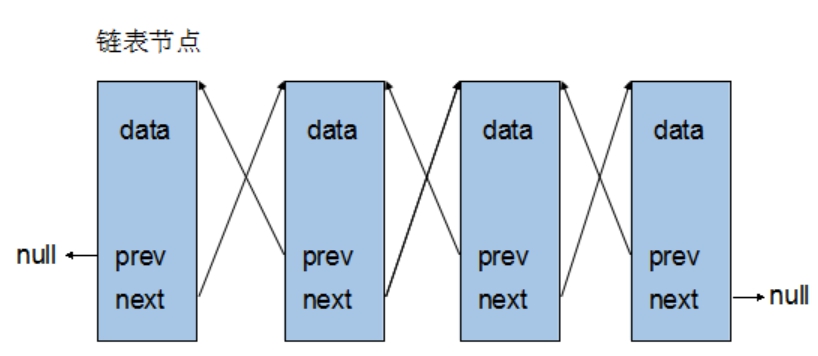 链表节点
data data data data
null prev prev prev prev
next next next next null